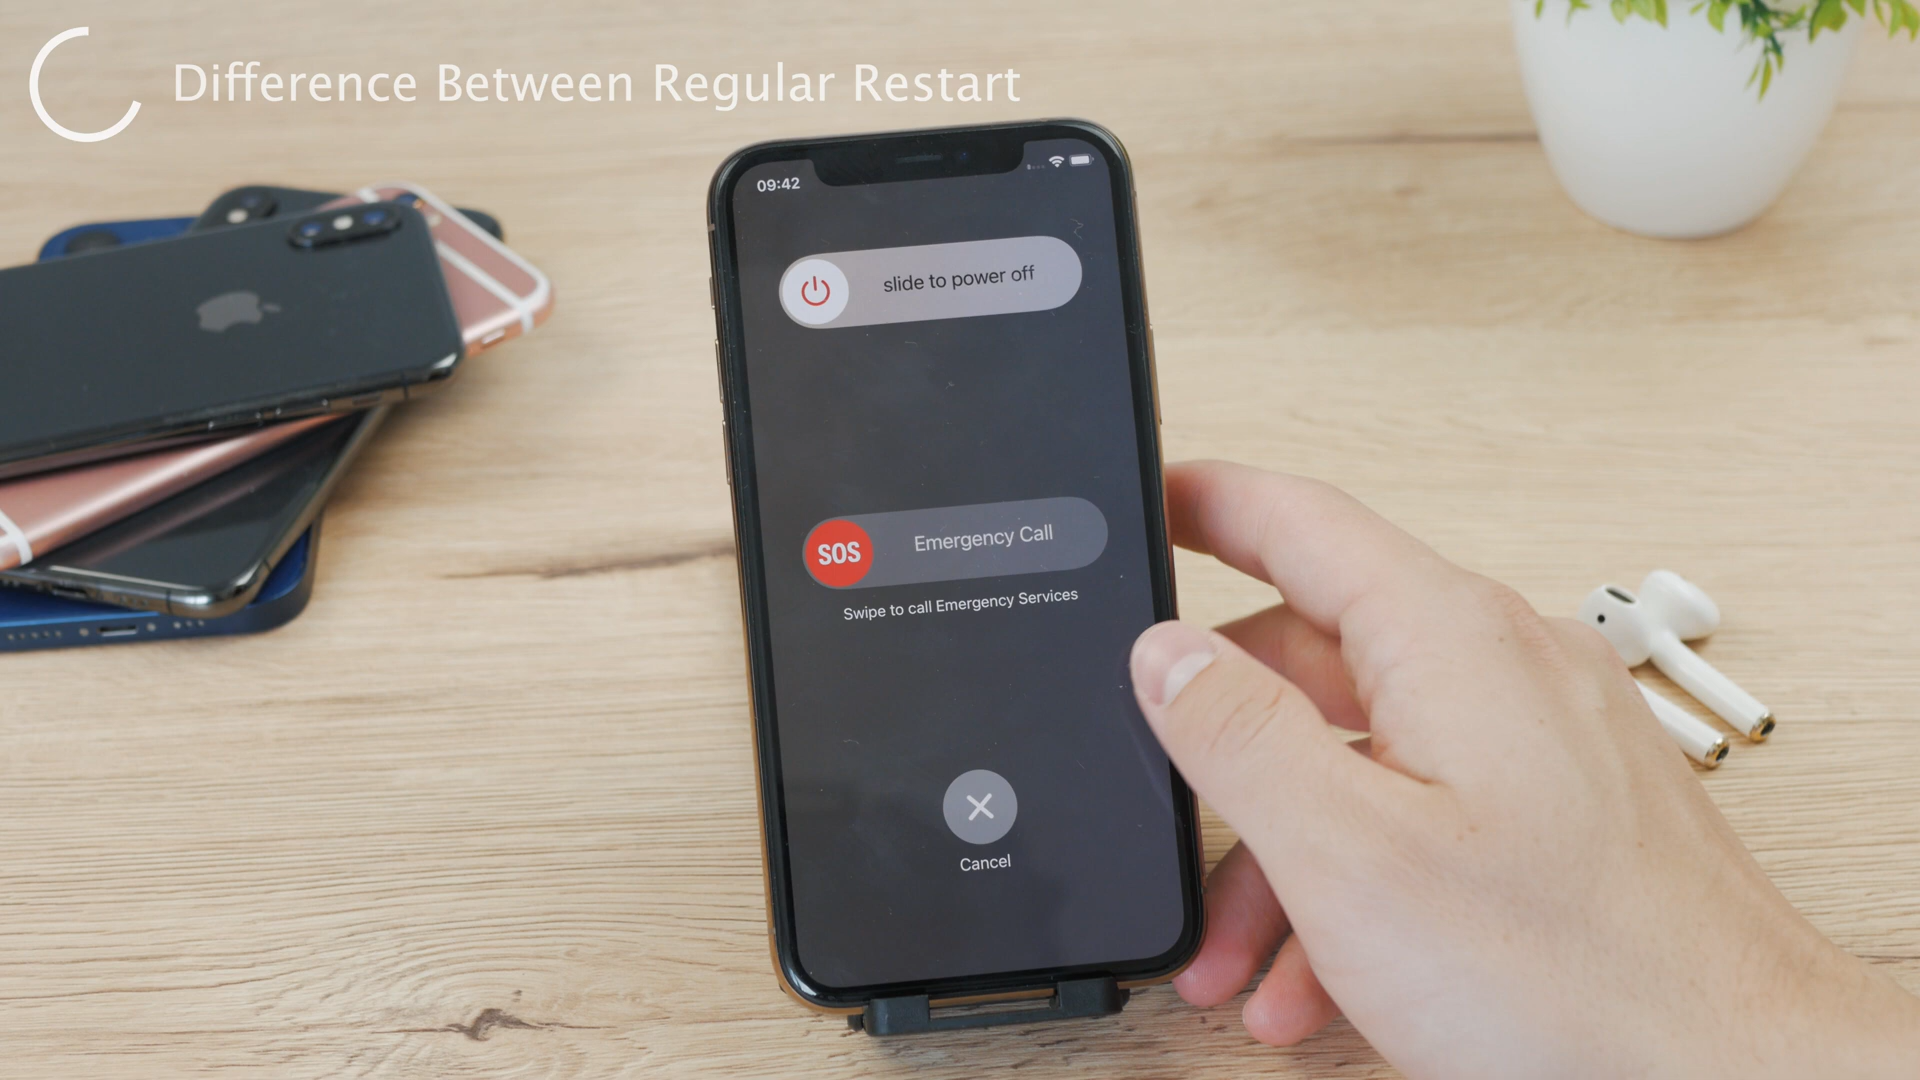 Difference Between Regular Restart
09:42
slide to power off
SOS
Emergency Call
Swipe to call Emergency Services
Cancel